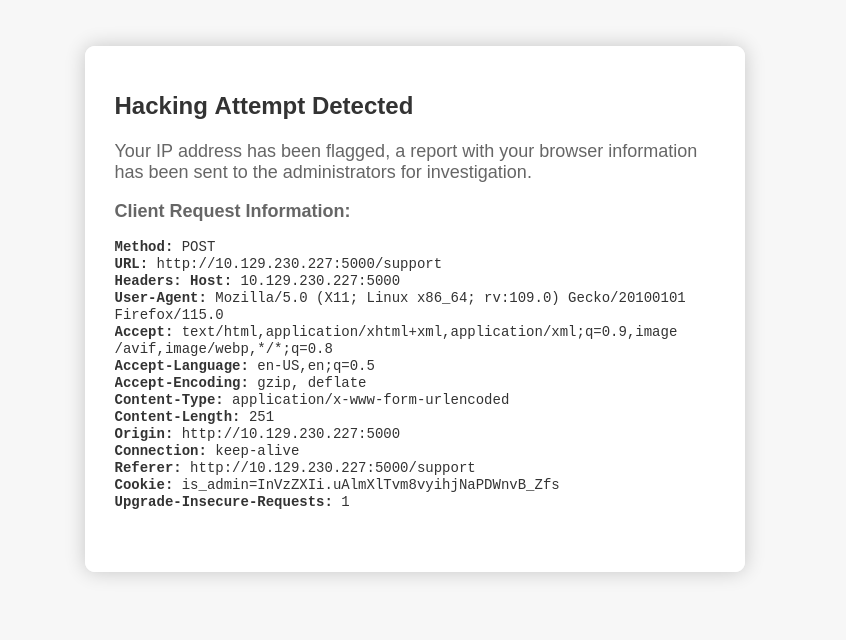 Hacking Attempt Detected
Your IP address has been flagged, a report with your browser information
has been sent to the administrators for investigation.
Client Request Information:
Method: POST
URL: http://10.129.230.227:5000/support
Headers: Host: 10.129.230.227:5000
User-Agent: Mozilla/5.0 (X11; Linux x86_64; rv:109.0) Gecko/20100101
Firefox/115.0
Accept: text/html,application/xhtml+xml,application/xml;q=0.9,image
/avif,image/webp,*/*;q=0.8
Accept-Language: en-US,en;q=0.5
Accept-Encoding: gzip, deflate
Content-Type: application/x-www-form-urlencoded
Content-Length: 251
Origin: http://10.129.230.227:5000
Connection: keep-alive
Referer: http://10.129.230.227:5000/support
Cookie: is_admin=InVzZXIi.uAlmXlTvm8vyihjNaPDWnvB_Zfs
Upgrade-Insecure-Requests: 1